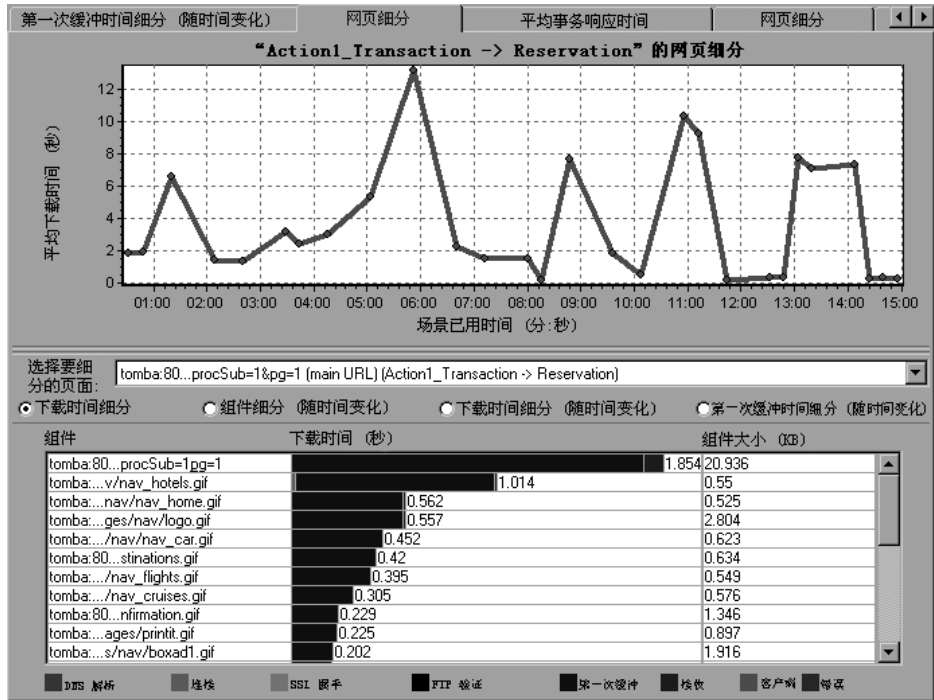 第一次缓冲时间细分 (随时间变化)
网页细分
平均事务响应时间
网页细分
“Action1_Transaction -> Reservation”的网页细分
平均下载时间 (秒)
12
10
8
6
4
2
0
01:00 02:00 03:00 04:00 05:00 06:00 07:00 08:00 09:00 10:00 11:00 12:00 13:00 14:00 15:00
场景已用时间 (分:秒)
选择要细
分的页面:
tomba:80...procSub=1&pg=1 (main URL) (Action1_Transaction -> Reservation)
下载时间细分 组件细分 (随时间变化) 下载时间细分 (随时间变化) 第一次缓冲时间细分 (随时间变化)
组件 下载时间 (秒) 组件大小 (KB)
tomba:80...procSub=1pg=1 1.854 20.936
tomba:...v/nav_hotels.gif 1.014 0.55
tomba:...nav/nav_home.gif 0.562 0.525
tomba:...ges/nav/logo.gif 0.557 2.804
tomba:.../nav/nav_car.gif 0.452 0.623
tomba:80...stinations.gif 0.42 0.634
tomba:.../nav_flights.gif 0.395 0.549
tomba:.../nav_cruises.gif 0.305 0.576
tomba:80...nfirmation.gif 0.229 1.346
tomba:...ages/printit.gif 0.225 0.897
tomba:...s/nav/boxad1.gif 0.202 1.916
DNS 解析 连接 SSL 握手 FTP 验证 第一次缓冲 接收 客户端 错误